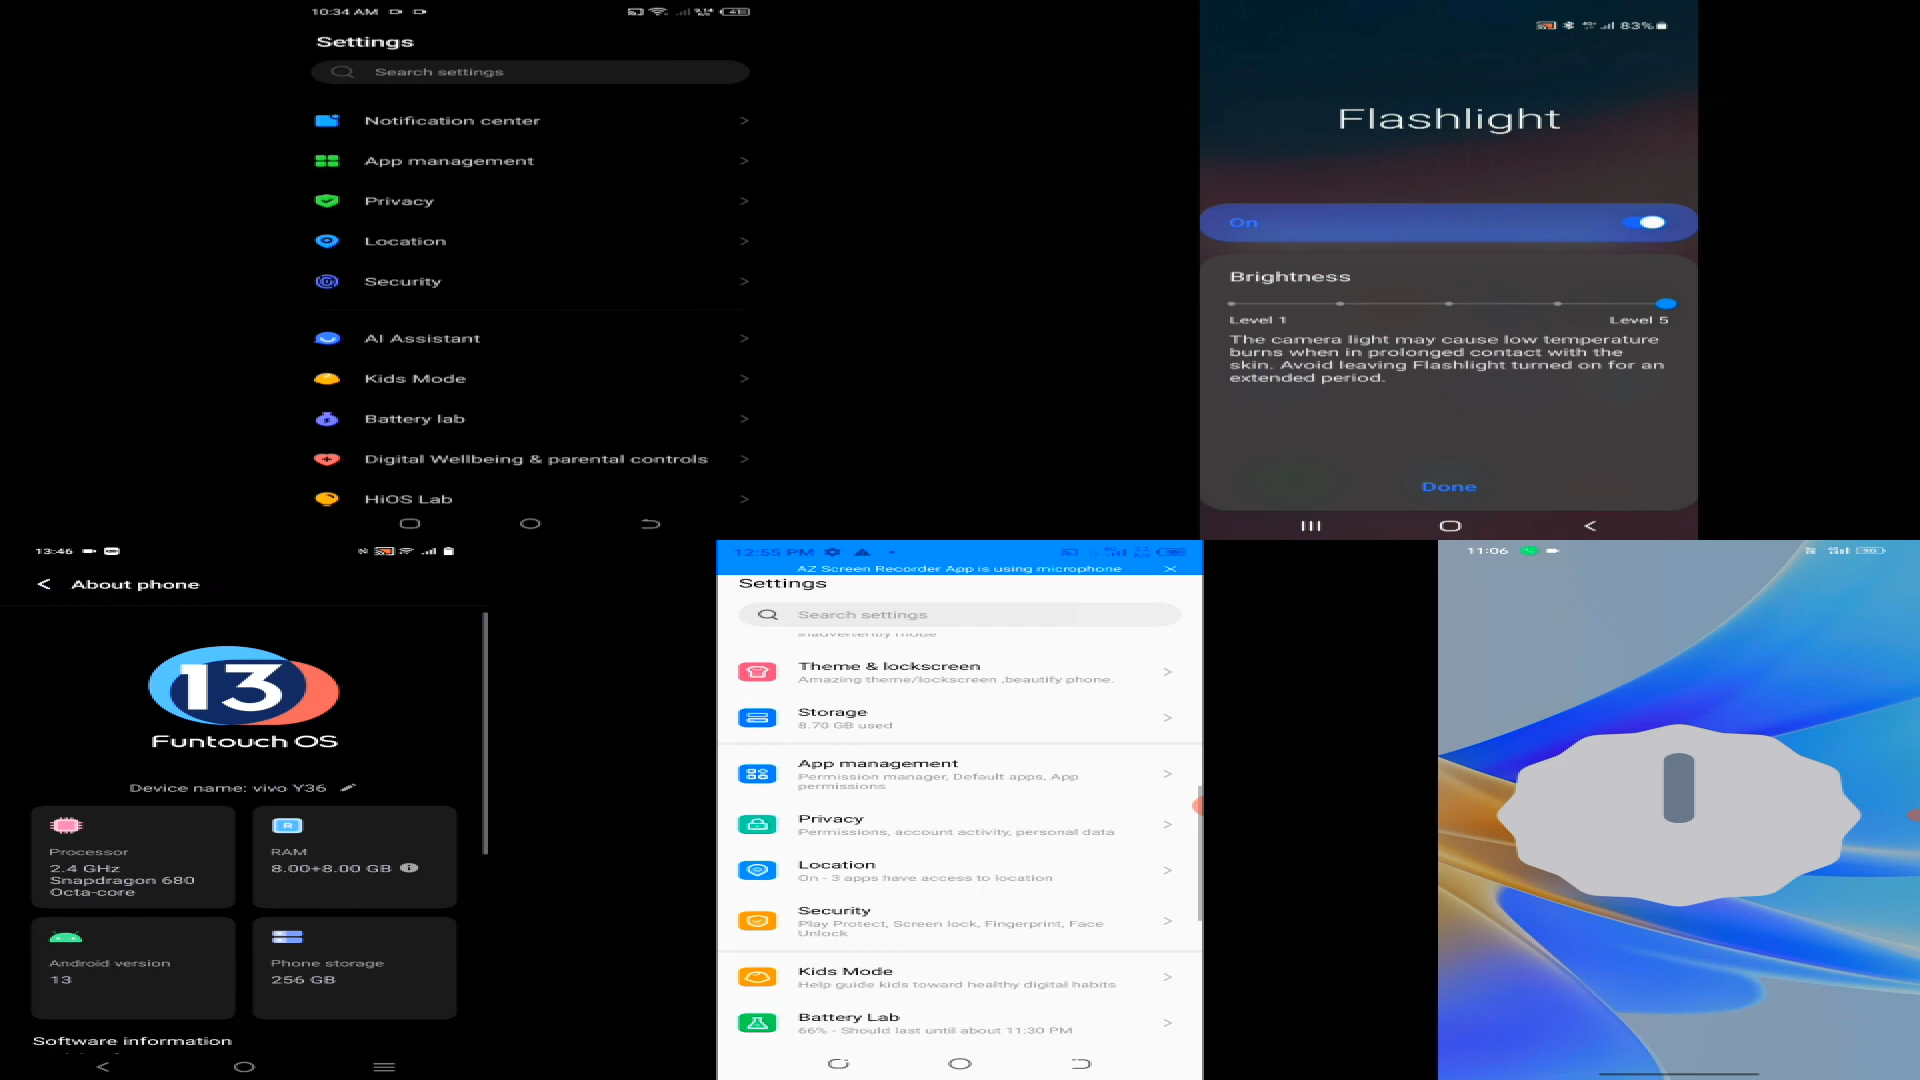 10:34 AM
Settings
Search settings
Notification center
App management
Privacy
Location
Security
AI Assistant
Kids Mode
Battery lab
Digital Wellbeing & parental controls
HiOS Lab
83%
Flashlight
On
Brightness
Level 1
Level 5
The camera light may cause low temperature
burns when in prolonged contact with the
skin. Avoid leaving Flashlight turned on for an
extended period.
Done
13:46
About phone
13
Funtouch OS
Device name: vivo Y36
Processor
2.4 GHz
Snapdragon 680
Octa-core
R
RAM
8.00+8.00 GB
Android version
13
Phone storage
256 GB
Software information
12:55 PM
AZ Screen Recorder App is using microphone
Settings
Search settings
inadvertently mode
Theme & lockscreen
Amazing theme/lockscreen ,beautify phone.
Storage
8.70 GB used
App management
Permission manager, Default apps, App
permissions
Privacy
Permissions, account activity, personal data
Location
On - 3 apps have access to location
Security
Play Protect, Screen lock, Fingerprint, Face
Unlock
Kids Mode
Help guide kids toward healthy digital habits
Battery Lab
66% - Should last until about 11:30 PM
11:06
90